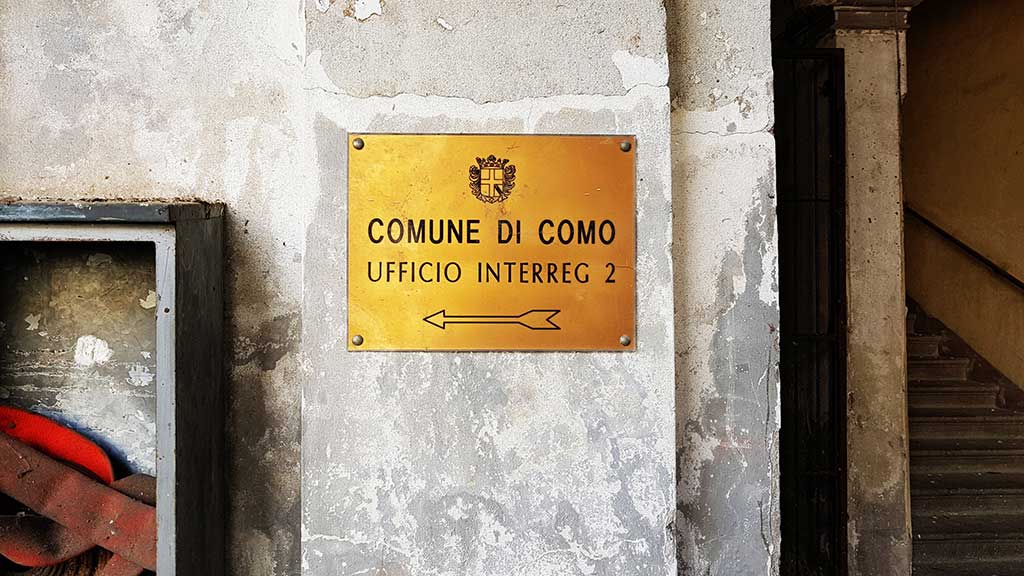 COMUNE DI COMO
UFFICIO INTERREG 2